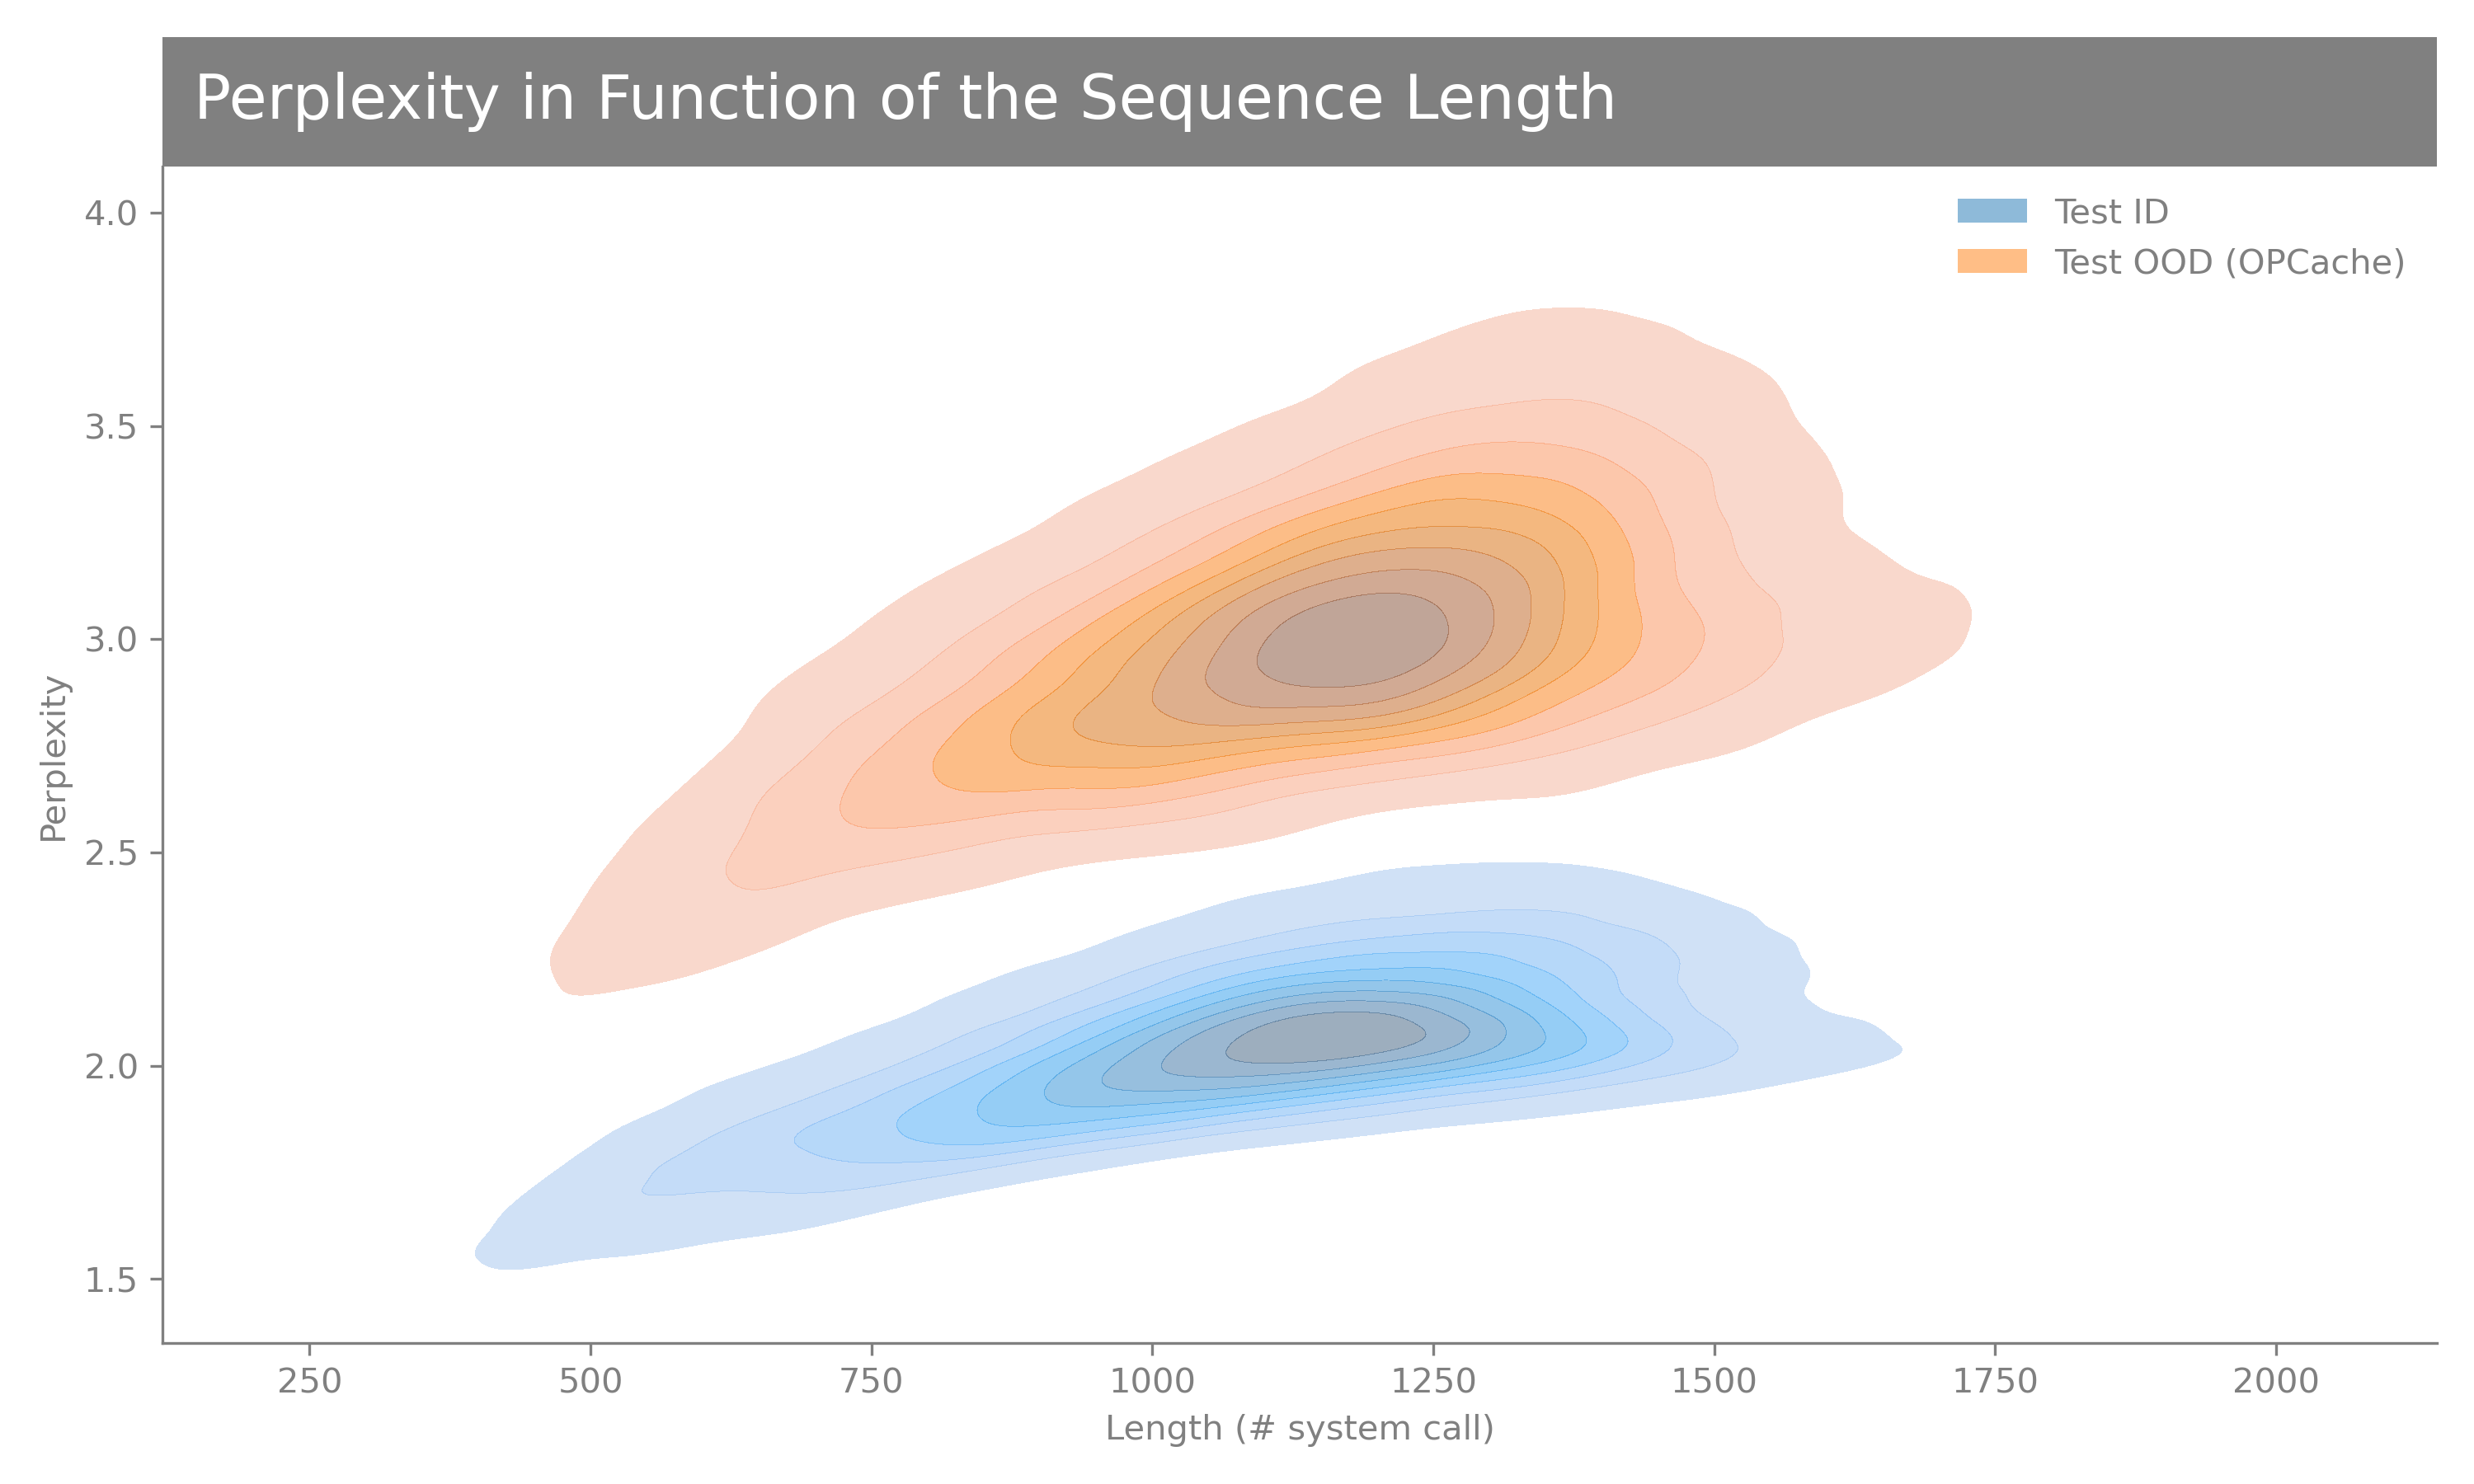 Perplexity in Function of the Sequence Length
Test ID
Test OOD (OPCache)
4.0
3.5
3.0
2.5
2.0
1.5
Perplexity
250 500 750 1000 1250 1500 1750 2000
Length (# system call)